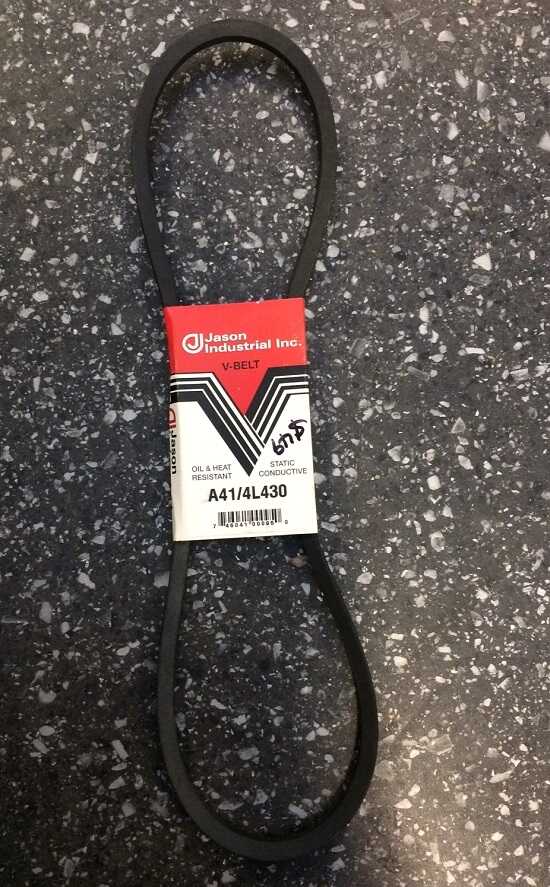 Jason
Industrial Inc.
V-BELT
Jason
OIL & HEAT
RESISTANT
STATIC
CONDUCTIVE
A41/4L430